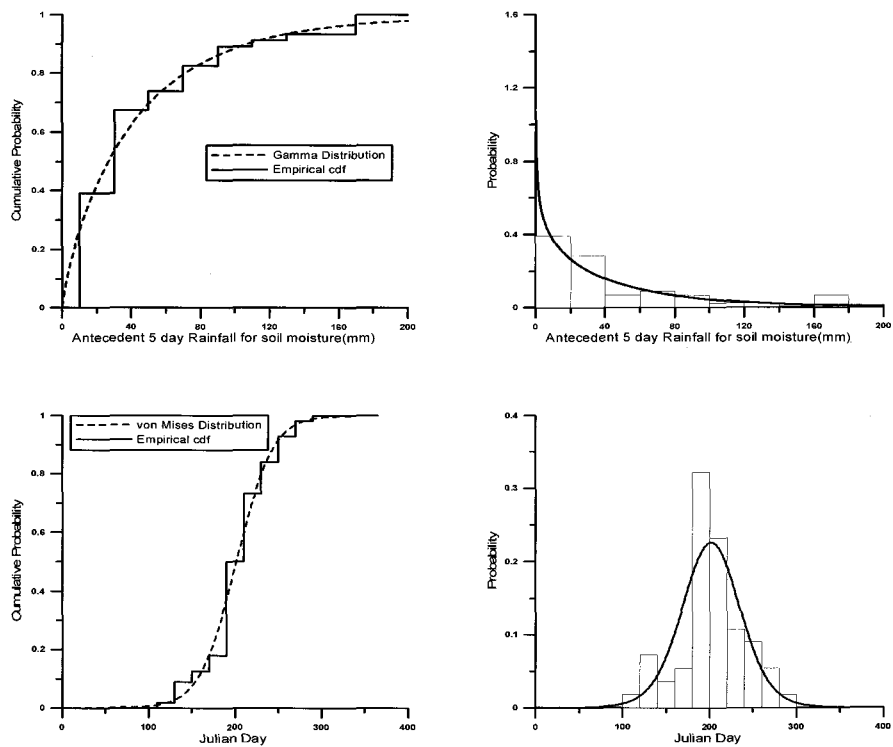 1
0.8
0.6
0.4
0.2
0
Cumulative Probability
Gamma Distribution
Empirical cdf
0 40 80 120 160 200
Antecedent 5 day Rainfall for soil moisture(mm)
1.6
1.2
0.8
0.4
0
Probability
0 40 80 120 160 200
Antecedent 5 day Rainfall for soil moisture(mm)
1
0.8
0.6
0.4
0.2
0
Cumulative Probability
von Mises Distribution
Empirical cdf
0 100 200 300 400
Julian Day
0.4
0.3
0.2
0.1
0
Probability
0 100 200 300 400
Julian Day